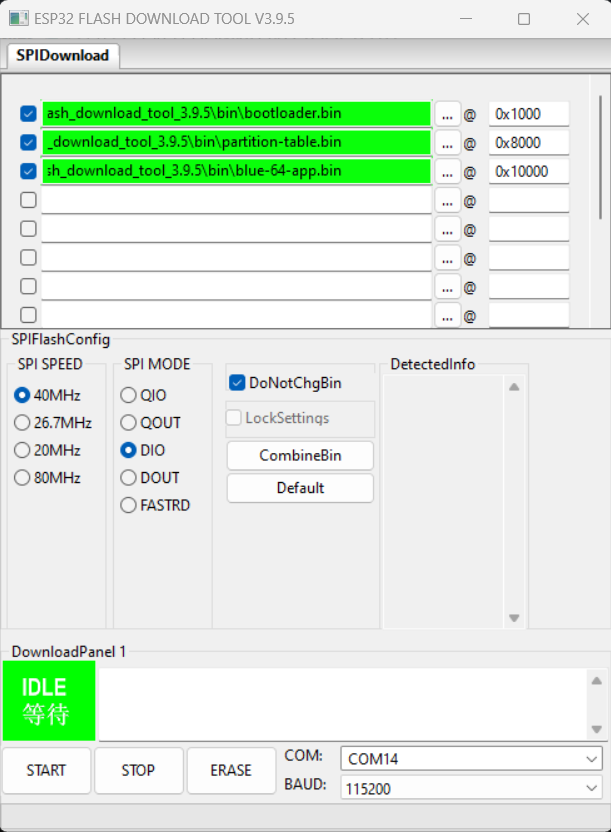 ESP32 FLASH DOWNLOAD TOOL V3.9.5
SPIDownload
ash_download_tool_3.9.5\bin\bootloader.bin ... @ 0x1000
_download_tool_3.9.5\bin\partition-table.bin ... @ 0x8000
sh_download_tool_3.9.5\bin\blue-64-app.bin ... @ 0x10000
... @
... @
... @
... @
... @
SPIFlashConfig
SPI SPEED
40MHz
26.7MHz
20MHz
80MHz
SPI MODE
QIO
QOUT
DIO
DOUT
FASTRD
DoNotChgBin
LockSettings
CombineBin
Default
DetectedInfo
DownloadPanel 1
IDLE
等待
START STOP ERASE
COM: COM14
BAUD: 115200